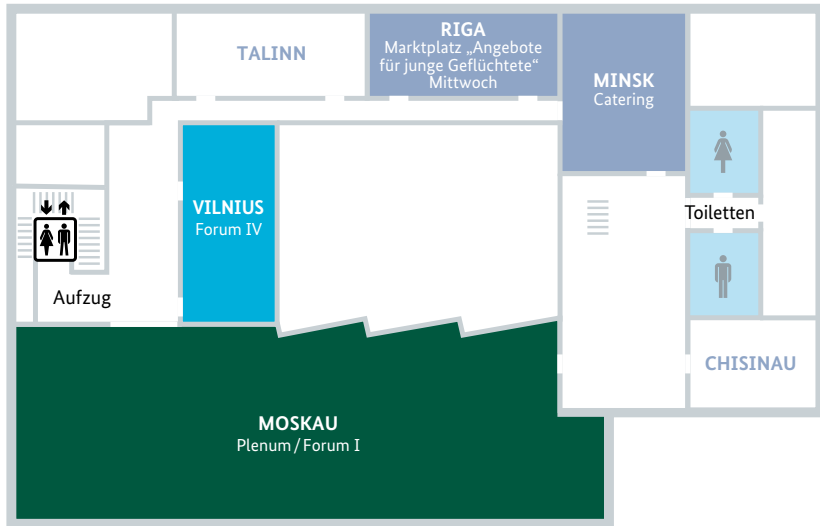 TALINN
RIGA
Marktplatz „Angebote
für junge Geflüchtete“
Mittwoch
MINSK
Catering
VILNIUS
Forum IV
Toiletten
Aufzug
CHISINAU
MOSKAU
Plenum / Forum I